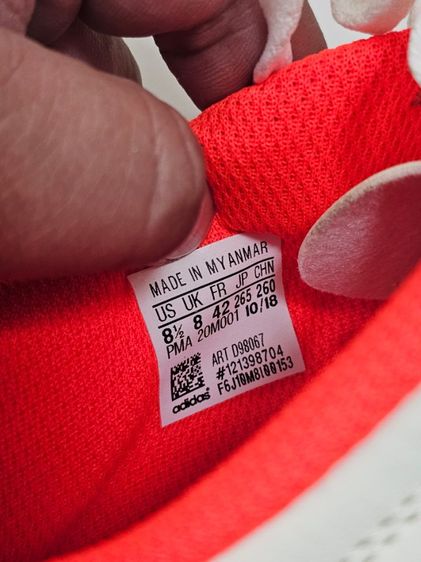 MADE IN MYANMAR
US UK FR JP CHN
8½ 8 42 265 260
PMA 20M001 10/18
ART D98067
#121398704
F6J10M8100153
adidas